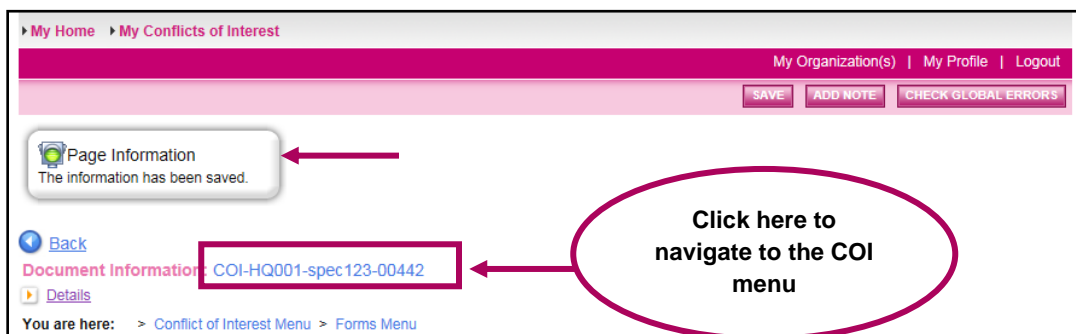 My Home My Conflicts of Interest
My Organization(s) | My Profile | Logout
SAVE ADD NOTE CHECK GLOBAL ERRORS
Page Information
The information has been saved.
Back
Document Information: COI-HQ001-spec123-00442
Details
You are here: > Conflict of Interest Menu > Forms Menu
Click here to
navigate to the COI
menu